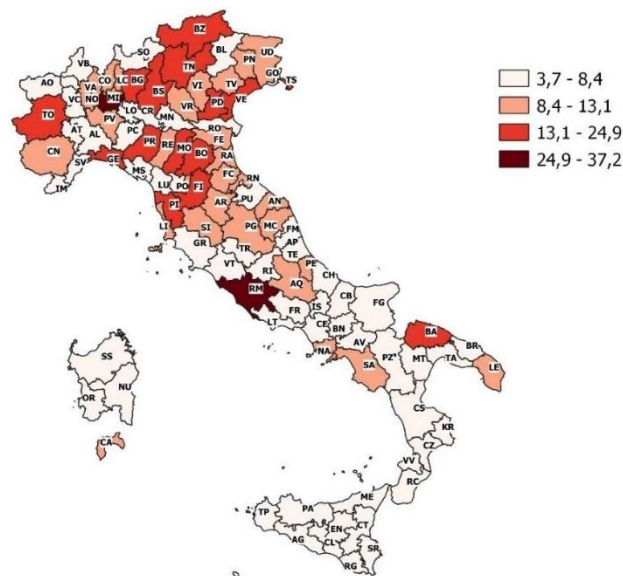 BZ
SO
BL
UD
VB
TN
PN
AO
CO
LC
BG
GO
VA
VI
TV
TS
VC
NO
MI
BS
VR
PD
VE
TO
LO
CR
MN
AT
PV
PC
RO
AL
PR
RE
MO
FE
CN
GE
BO
RA
SV
MS
FC
IM
LU
PO
FI
RN
PI
PU
AR
AN
LI
SI
PG
MC
FM
GR
AP
TR
TE
VT
RI
PE
RM
AQ
CH
IS
CB
FG
LT
FR
CE
BN
BA
NA
AV
PZ
MT
TA
BR
SA
LE
SS
NU
OR
CS
CA
KR
CZ
VV
RC
ME
TP
PA
EN
CT
AG
CL
SR
RG
3,7 - 8,4
8,4 - 13,1
13,1 - 24,9
24,9 - 37,2